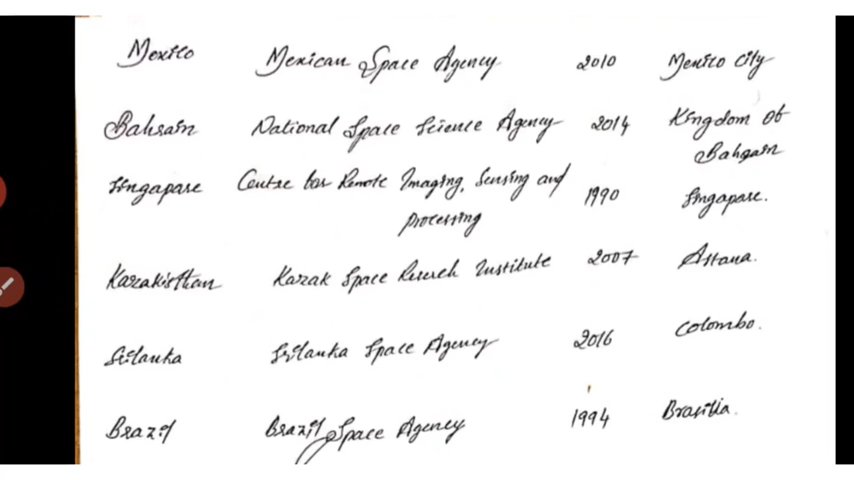 Mexico Mexican Space Agency 2010 Mexico City
Bahrain National Space Science Agency 2014 Kingdom of
Bahrain
Singapore Centre for Remote Imaging, Sensing and 1990 Singapore.
Processing
Kazakisthan Kazak Space Reserch Institute 2007 Astana.
Srilanka Srilanka Space Agency 2016 Colombo.
Brazil Brazil Space Agency 1994 Brasilia.